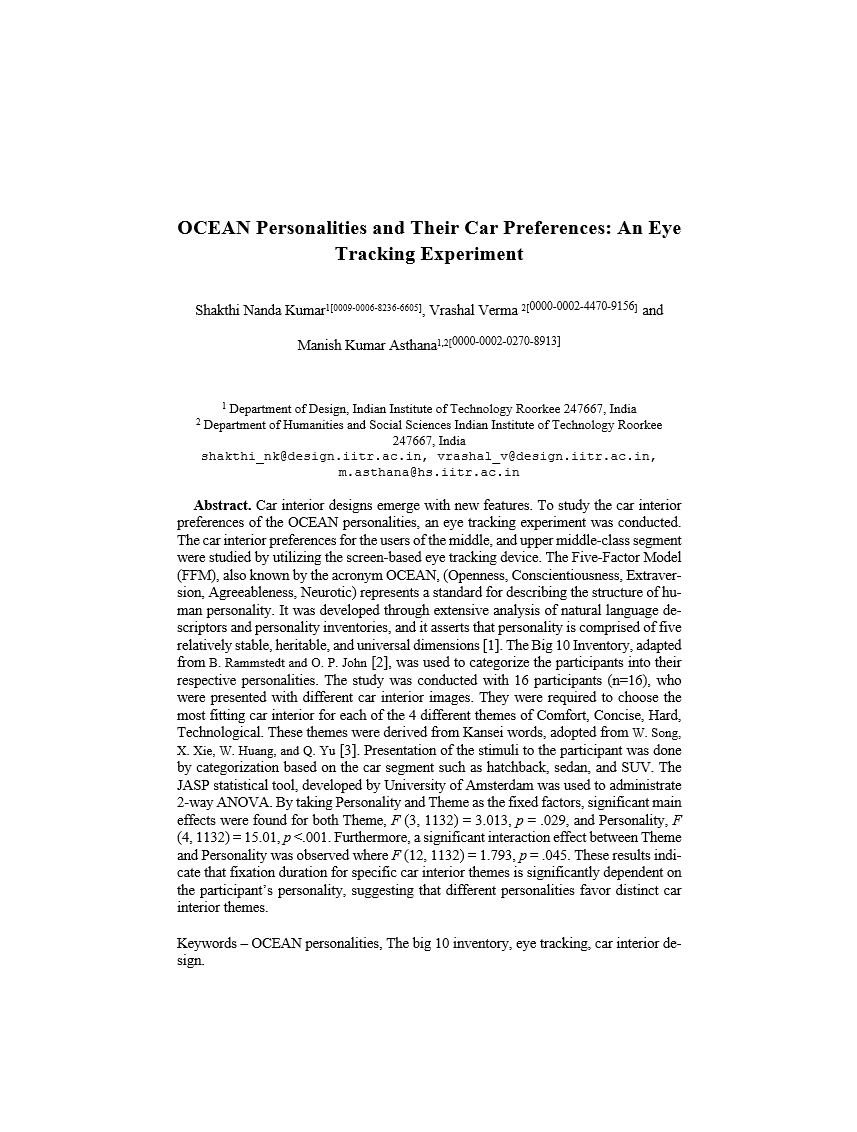 OCEAN Personalities and Their Car Preferences: An Eye
Tracking Experiment
Shakthi Nanda Kumar1[0009-0006-8236-6605], Vrashal Verma 2[0000-0002-4470-9156] and
Manish Kumar Asthana1,2[0000-0002-0270-8913]
1 Department of Design, Indian Institute of Technology Roorkee 247667, India
2 Department of Humanities and Social Sciences Indian Institute of Technology Roorkee
247667, India
shakthi_nk@design.iitr.ac.in, vrashal_v@design.iitr.ac.in,
m.asthana@hs.iitr.ac.in
Abstract. Car interior designs emerge with new features. To study the car interior
preferences of the OCEAN personalities, an eye tracking experiment was conducted.
The car interior preferences for the users of the middle, and upper middle-class segment
were studied by utilizing the screen-based eye tracking device. The Five-Factor Model
(FFM), also known by the acronym OCEAN, (Openness, Conscientiousness, Extraver-
sion, Agreeableness, Neurotic) represents a standard for describing the structure of hu-
man personality. It was developed through extensive analysis of natural language de-
scriptors and personality inventories, and it asserts that personality is comprised of five
relatively stable, heritable, and universal dimensions [1]. The Big 10 Inventory, adapted
from B. Rammstedt and O. P. John [2], was used to categorize the participants into their
respective personalities. The study was conducted with 16 participants (n=16), who
were presented with different car interior images. They were required to choose the
most fitting car interior for each of the 4 different themes of Comfort, Concise, Hard,
Technological. These themes were derived from Kansei words, adopted from W. Song,
X. Xie, W. Huang, and Q. Yu [3]. Presentation of the stimuli to the participant was done
by categorization based on the car segment such as hatchback, sedan, and SUV. The
JASP statistical tool, developed by University of Amsterdam was used to administrate
2-way ANOVA. By taking Personality and Theme as the fixed factors, significant main
effects were found for both Theme, F (3, 1132) = 3.013, p = .029, and Personality, F
(4, 1132) = 15.01, p <.001. Furthermore, a significant interaction effect between Theme
and Personality was observed where F (12, 1132) = 1.793, p = .045. These results indi-
cate that fixation duration for specific car interior themes is significantly dependent on
the participant’s personality, suggesting that different personalities favor distinct car
interior themes.
Keywords – OCEAN personalities, The big 10 inventory, eye tracking, car interior de-
sign.